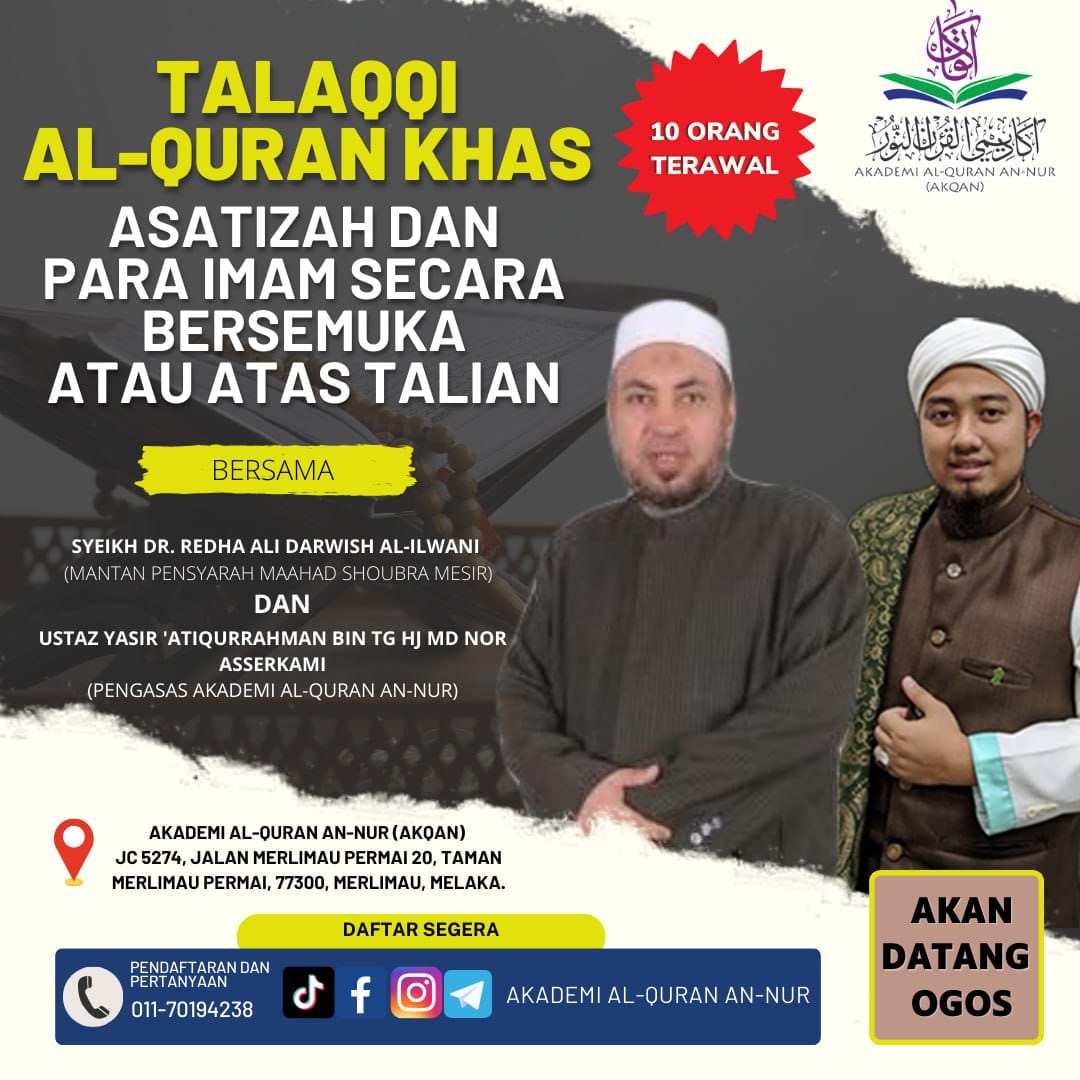 TALAQQI
AL-QURAN KHAS
ASATIZAH DAN
PARA IMAM SECARA
BERSEMUKA
ATAU ATAS TALIAN
10 ORANG
TERAWAL
اكاديمي القرءان النور
AKADEMI AL-QURAN AN-NUR
(AKQAN)
BERSAMA
SYEIKH DR. REDHA ALI DARWISH AL-ILWANI
(MANTAN PENSYARAH MAAHAD SHOUBRA MESIR)
DAN
USTAZ YASIR 'ATIQURRAHMAN BIN TG HJ MD NOR
ASSERKAMI
(PENGASAS AKADEMI AL-QURAN AN-NUR)
AKADEMI AL-QURAN AN-NUR (AKQAN)
JC 5274, JALAN MERLIMAU PERMAI 20, TAMAN
MERLIMAU PERMAI, 77300, MERLIMAU, MELAKA.
DAFTAR SEGERA
PENDAFTARAN DAN
PERTANYAAN
011-70194238
AKADEMI AL-QURAN AN-NUR
AKAN
DATANG
OGOS